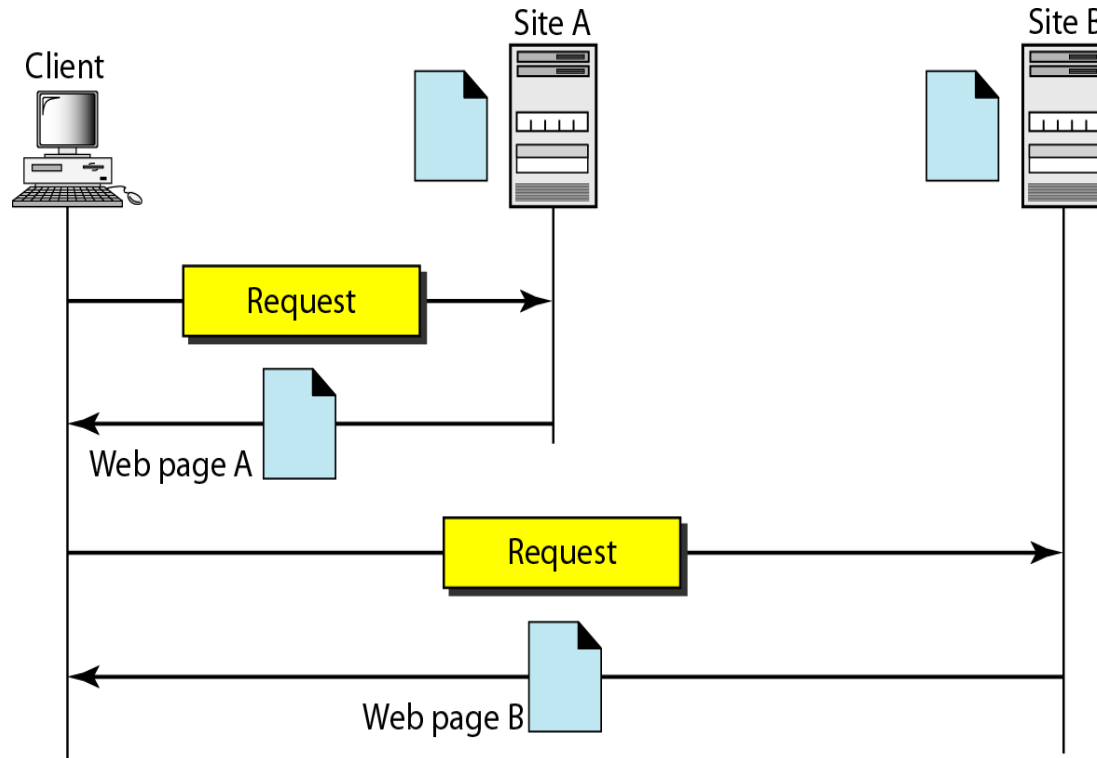 Site A
Site B
Client
Request
Web page A
Request
Web page B